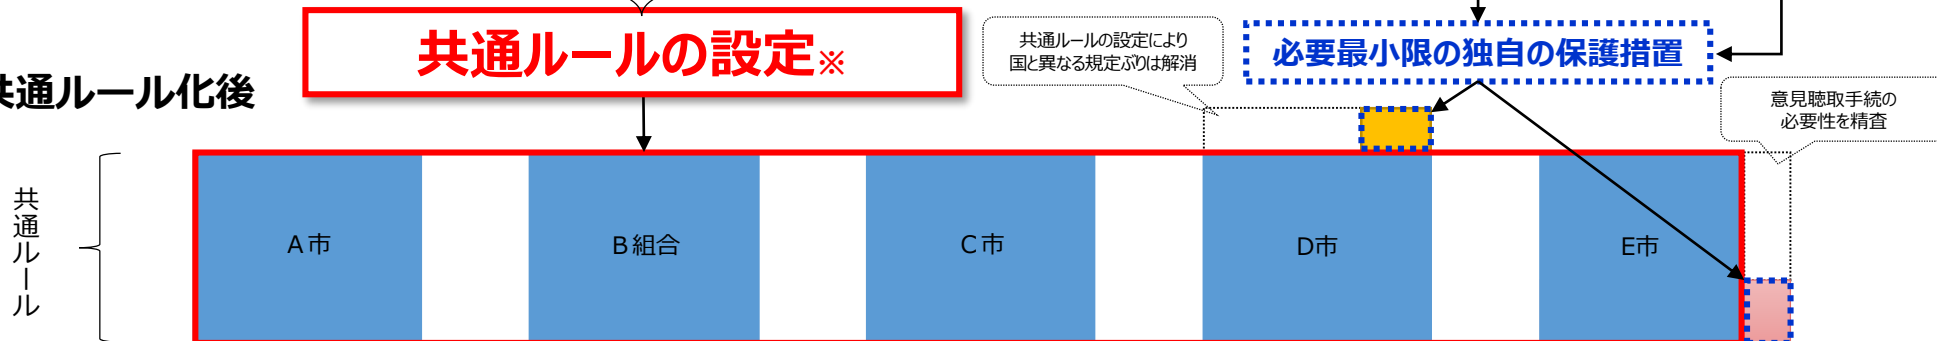 共通ルールの設定※
共通ルールの設定により
国と異なる規定ぶりは解消
必要最小限の独自の保護措置
共通ルール化後
意見聴取手続の
必要性を精査
共通ルール
A市
B組合
C市
D市
E市